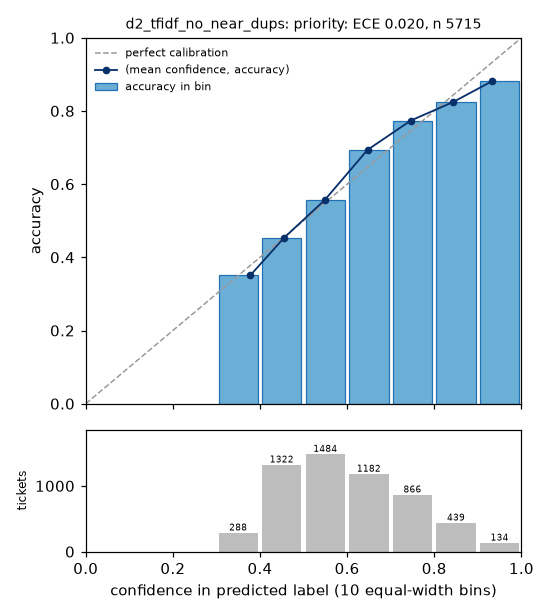 d2_tfidf_no_near_dups: priority: ECE 0.020, n 5715
1.0
perfect calibration
(mean confidence, accuracy)
accuracy in bin
0.8
0.6
accuracy
0.4
0.2
0.0
1484
1322
1182
1000
866
tickets
439
288
134
0
0.0 0.2 0.4 0.6 0.8 1.0
confidence in predicted label (10 equal-width bins)